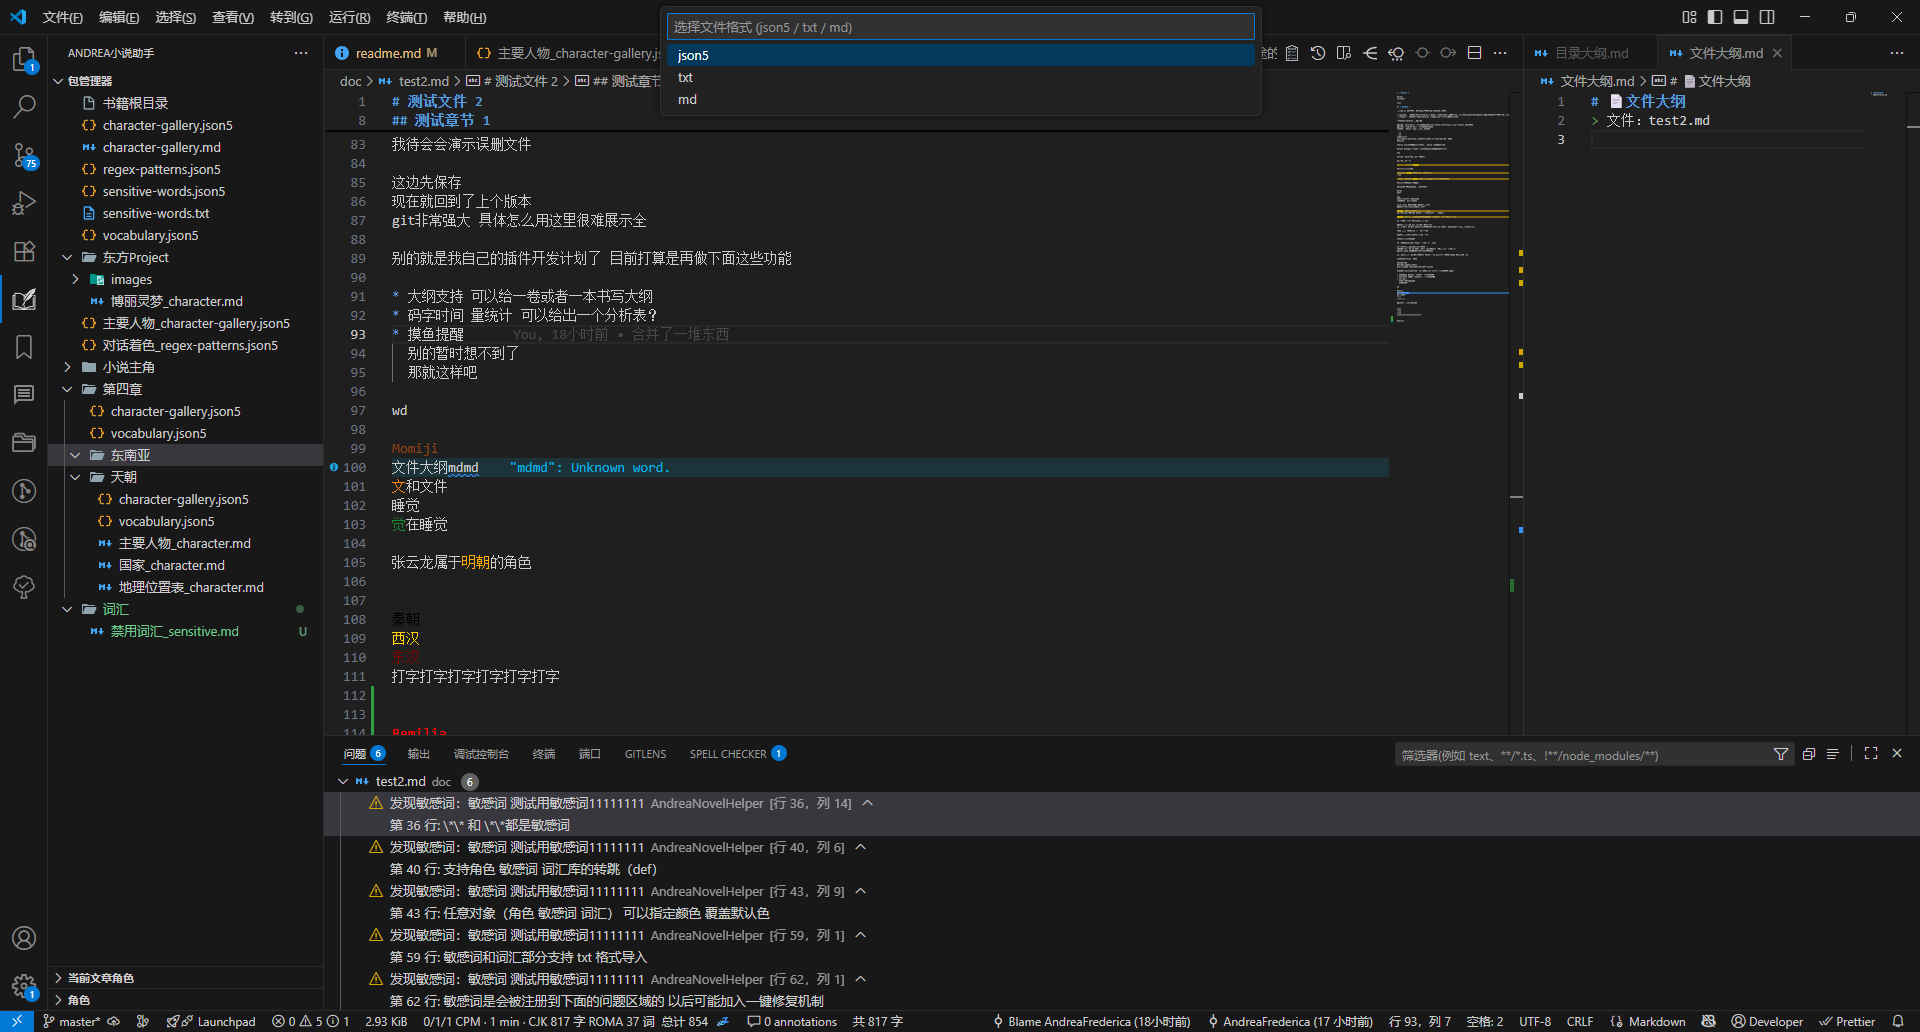 文件(F) 编辑(E) 选择(S) 查看(V) 转到(G) 运行(R) 终端(T) 帮助(H)
选择文件格式 (json5 / txt / md)
json5
txt
md
ANDREA小说助手
包管理器
书籍根目录
character-gallery.json5
character-gallery.md
regex-patterns.json5
sensitive-words.json5
sensitive-words.txt
vocabulary.json5
东方Project
images
博丽灵梦_character.md
主要人物_character-gallery.json5
对话着色_regex-patterns.json5
小说主角
第四章
character-gallery.json5
vocabulary.json5
东南亚
天朝
character-gallery.json5
vocabulary.json5
主要人物_character.md
国家_character.md
地理位置表_character.md
词汇
禁用词汇_sensitive.md U
当前文章角色
角色
1
75
1
readme.md M
主要人物_character-gallery.js
doc > test2.md > # 测试文件 2 > ## 测试章节
1 # 测试文件 2
8 ## 测试章节 1
83 我待会会演示误删文件
84
85 这边先保存
86 现在就回到了上个版本
87 git非常强大 具体怎么用这里很难展示全
88
89 别的就是我自己的插件开发计划了 目前打算是再做下面这些功能
90
91 * 大纲支持 可以给一卷或者一本书写大纲
92 * 码字时间 量统计 可以给出一个分析表？
93 * 摸鱼提醒 You, 18小时前 • 合并了一堆东西
94 别的暂时想不到了
95 那就这样吧
96
97 wd
98
99 Momiji
100 文件大纲mdmd "mdmd": Unknown word.
101 文和文件
102 睡觉
103 觉在睡觉
104
105 张云龙属于明朝的角色
106
107
108 秦朝
109 西汉
110 东汉
111 打字打字打字打字打字打字
112
113
114 Remilia
目录大纲.md
文件大纲.md
文件大纲.md > # 文件大纲
1 # 文件大纲
2 > 文件: test2.md
3
问题 6 输出 调试控制台 终端 端口 GITLENS SPELL CHECKER 1
筛选器(例如 text、**/*.ts、!**/node_modules/**)
test2.md doc 6
发现敏感词: 敏感词 测试用敏感词11111111 AndreaNovelHelper [行 36, 列 14]
第 36 行: \*\* 和 \*\*都是敏感词
发现敏感词: 敏感词 测试用敏感词11111111 AndreaNovelHelper [行 40, 列 6]
第 40 行: 支持角色 敏感词 词汇库的转跳（def）
发现敏感词: 敏感词 测试用敏感词11111111 AndreaNovelHelper [行 43, 列 9]
第 43 行: 任意对象（角色 敏感词 词汇） 可以指定颜色 覆盖默认色
发现敏感词: 敏感词 测试用敏感词11111111 AndreaNovelHelper [行 59, 列 1]
第 59 行: 敏感词和词汇部分支持 txt 格式导入
发现敏感词: 敏感词 测试用敏感词11111111 AndreaNovelHelper [行 62, 列 1]
第 62 行: 敏感词是会被注册到下面的问题区域的 以后可能加入一键修复机制
master* Launchpad 0 5 1 2.93 KiB 0/1/1 CPM · 1 min · CJK 817 字 ROMA 37 词 总计 854 0 annotations 共 817 字 Blame AndreaFrederica (18小时前) AndreaFrederica (17 小时前) 行 93, 列 7 空格: 2 UTF-8 CRLF Markdown Developer Prettier